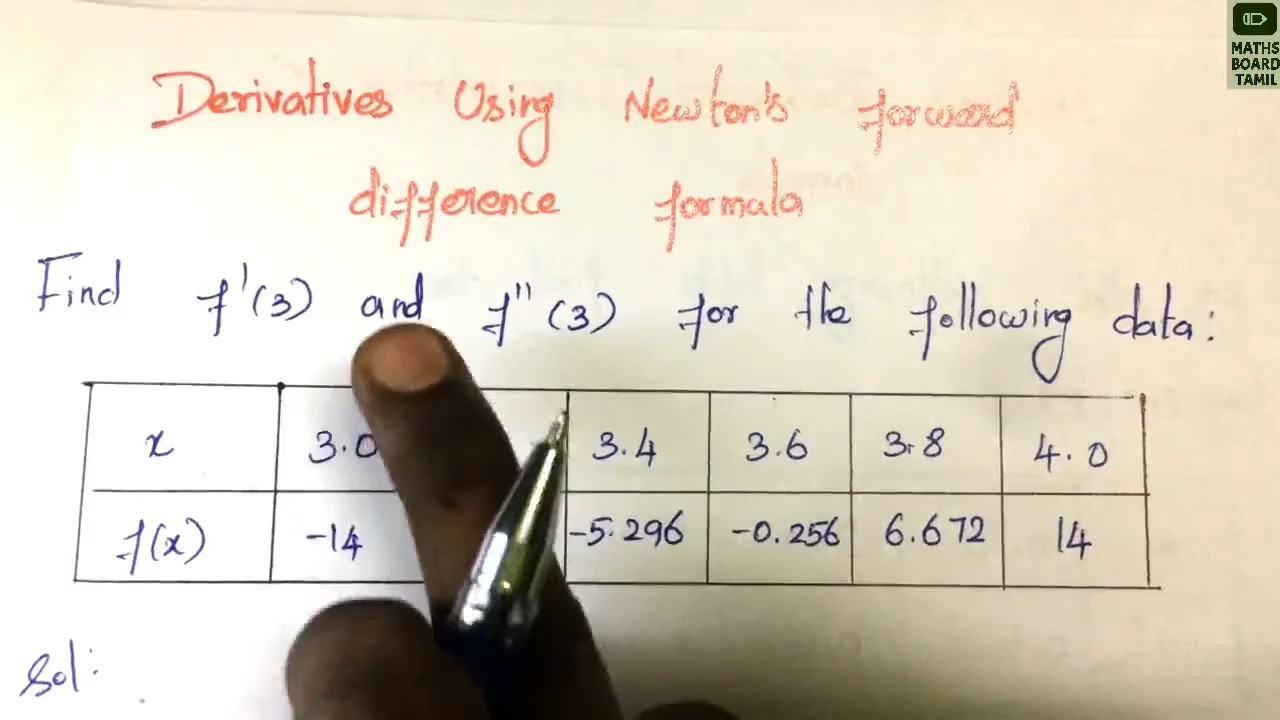 MATHS
BOARD
TAMIL
Derivatives Using Newton's forward
difference formala
Find f'(3) and f"(3) for the following data:
x 3.0 3.4 3.6 3.8 4.0
f(x) -14 -5.296 -0.256 6.672 14
Sol: